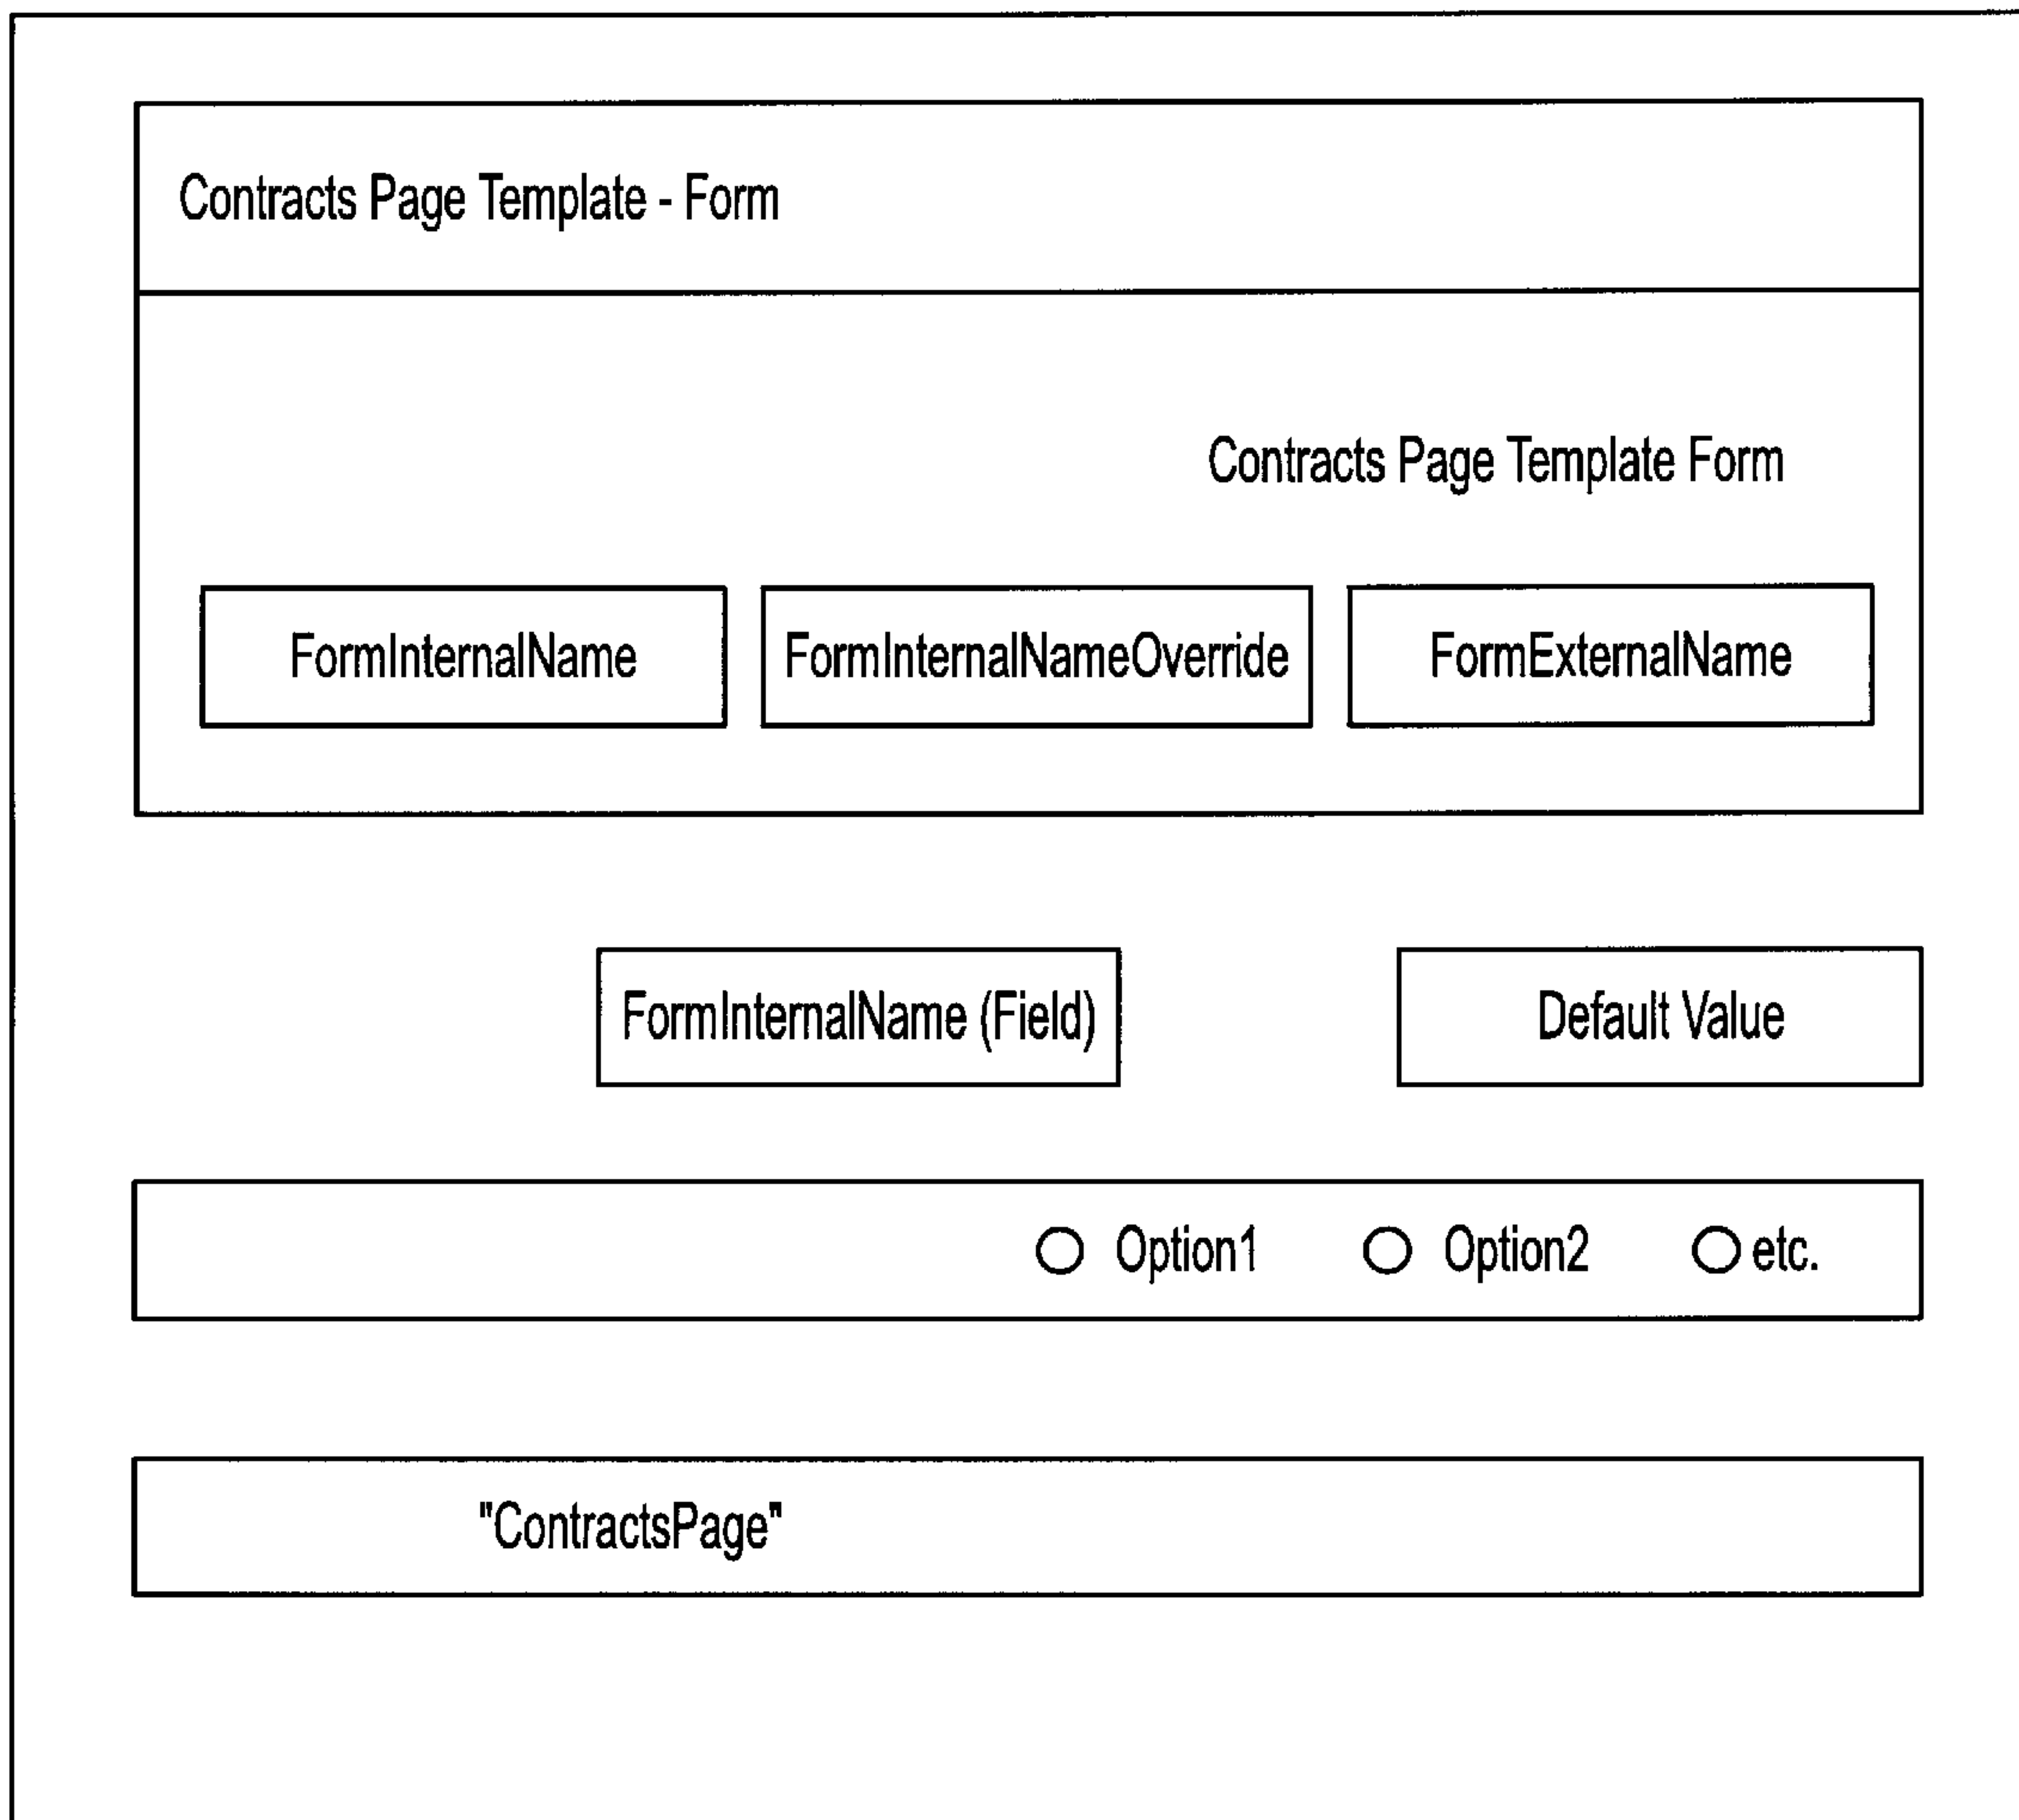 Contracts Page Template - Form
Contracts Page Template Form
FormInternalName FormInternalNameOverride FormExternalName
FormInternalName (Field) Default Value
Option1 Option2 etc.
"ContractsPage"